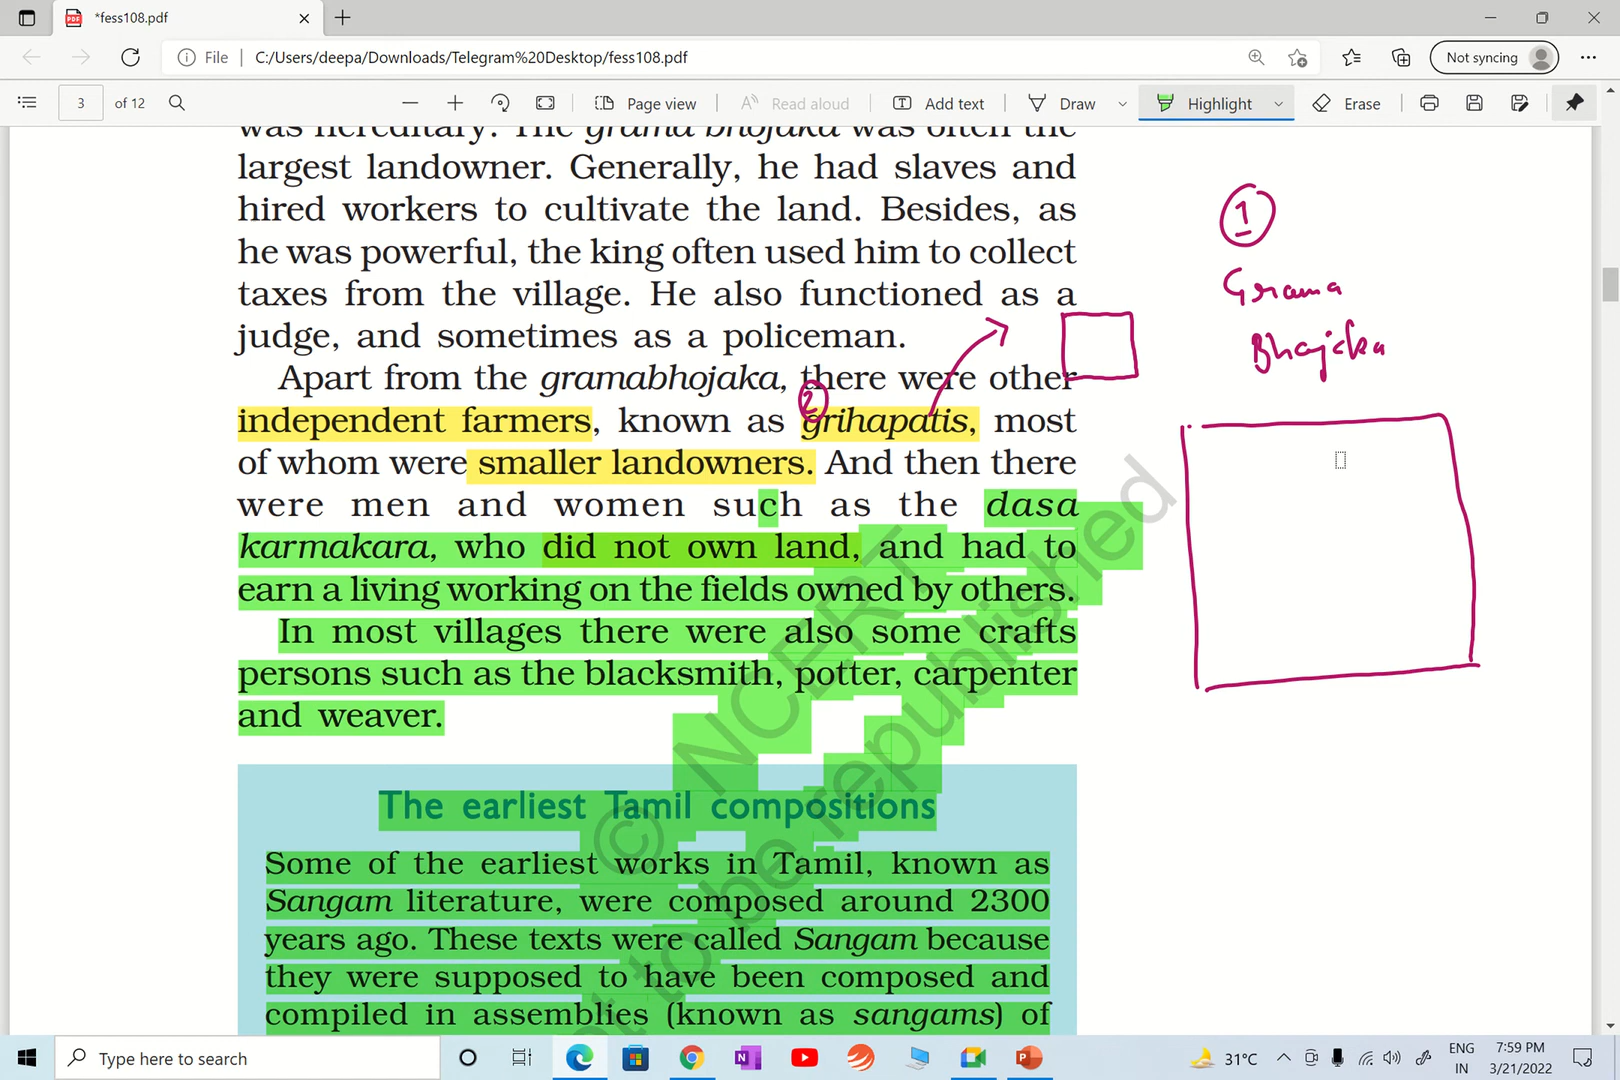 *fess108.pdf
File C:/Users/deepa/Downloads/Telegram%20Desktop/fess108.pdf
Not syncing
3 of 12
Page view
Read aloud
Add text
Draw
Highlight
Erase
was hereditary. The grama bhojaka was often the
largest landowner. Generally, he had slaves and
hired workers to cultivate the land. Besides, as
he was powerful, the king often used him to collect
taxes from the village. He also functioned as a
judge, and sometimes as a policeman.
Apart from the gramabhojaka, there were other
independent farmers, known as grihapatis, most
of whom were smaller landowners. And then there
were men and women such as the dasa
karmakara, who did not own land, and had to
earn a living working on the fields owned by others.
In most villages there were also some crafts
persons such as the blacksmith, potter, carpenter
and weaver.
The earliest Tamil compositions
Some of the earliest works in Tamil, known as
Sangam literature, were composed around 2300
years ago. These texts were called Sangam because
they were supposed to have been composed and
compiled in assemblies (known as sangams) of
© NCERT
not to be republished
1
Grama
Bhojcka
2
Type here to search
31°C
ENG
IN
7:59 PM
3/21/2022